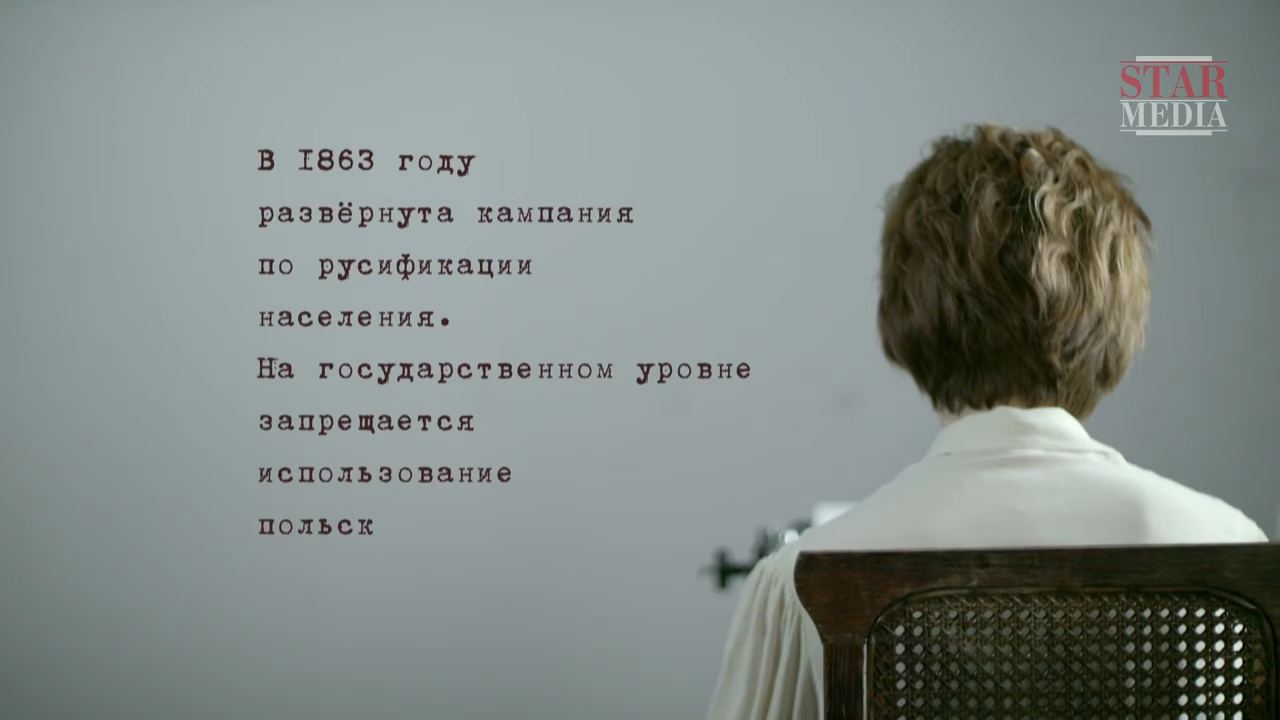 В 1863 году
развёрнута кампания
по русификации
населения.
На государственном уровне
запрещается
использование
польск
STAR
MEDIA